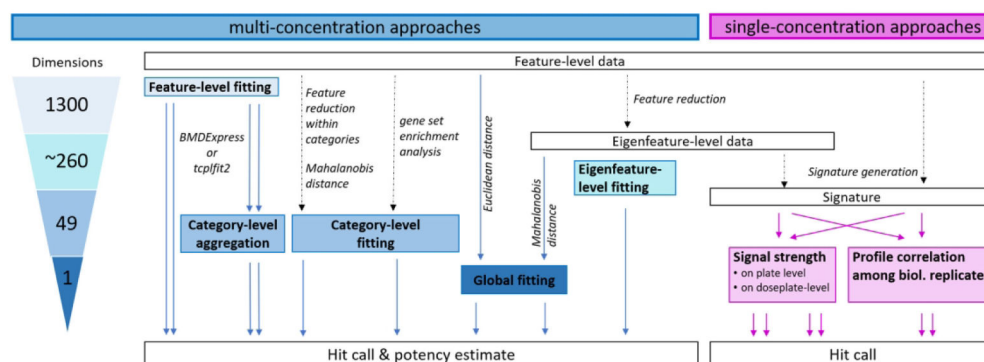 multi-concentration approaches
single-concentration approaches
Dimensions
1300
~260
49
1
Feature-level data
Feature-level fitting
BMDExpress
or
tcplfit2
Feature
reduction
within
categories
Mahalanobis
distance
gene set
enrichment
analysis
Euclidean distance
Feature reduction
Eigenfeature-level data
Mahalanobis
distance
Eigenfeature-
level fitting
Signature generation
Signature
Category-level
aggregation
Category-level
fitting
Global fitting
Signal strength
• on plate level
• on doseplate-level
Profile correlation
among biol. replicate
Hit call & potency estimate
Hit call